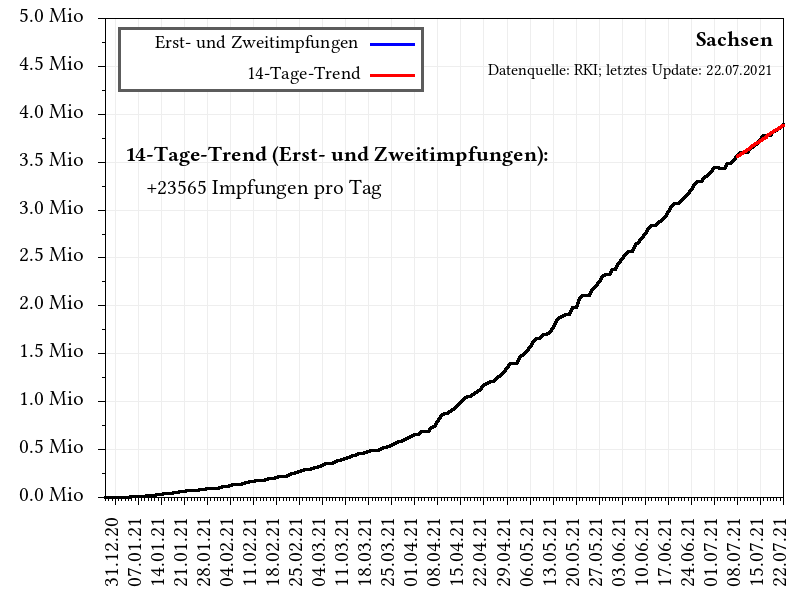 5.0 Mio
4.5 Mio
4.0 Mio
3.5 Mio
3.0 Mio
2.5 Mio
2.0 Mio
1.5 Mio
1.0 Mio
0.5 Mio
0.0 Mio
Erst- und Zweitimpfungen
14-Tage-Trend
Sachsen
Datenquelle: RKI; letztes Update: 22.07.2021
14-Tage-Trend (Erst- und Zweitimpfungen):
+23565 Impfungen pro Tag
31.12.20
07.01.21
14.01.21
21.01.21
28.01.21
04.02.21
11.02.21
18.02.21
25.02.21
04.03.21
11.03.21
18.03.21
25.03.21
01.04.21
08.04.21
15.04.21
22.04.21
29.04.21
06.05.21
13.05.21
20.05.21
27.05.21
03.06.21
10.06.21
17.06.21
24.06.21
01.07.21
08.07.21
15.07.21
22.07.21